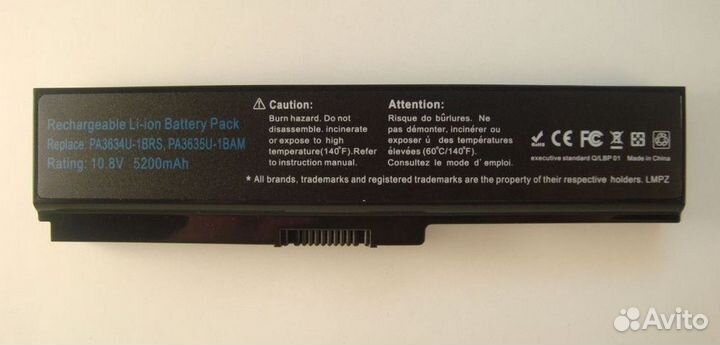 Rechargeable Li-ion Battery Pack
Replace: PA3634U-1BRS, PA3635U-1BAM
Rating: 10.8V 5200mAh
Caution:
Burn hazard. Do not
disassemble. incinerate
or expose to high
temperature(140°F).Refer
to instruction manual.
Attention:
Risque do bûrlures. Ne
pas démonter, incinérer ou
exposer ú des températures
élevées (60°C/140°F).
Consultez le mode d'emploi.
* All brands, trademarks and registered trademarks are the property of their respective holders. LMPZ
CE FC
executive standard Q/LBP 01 Made in China
Avito